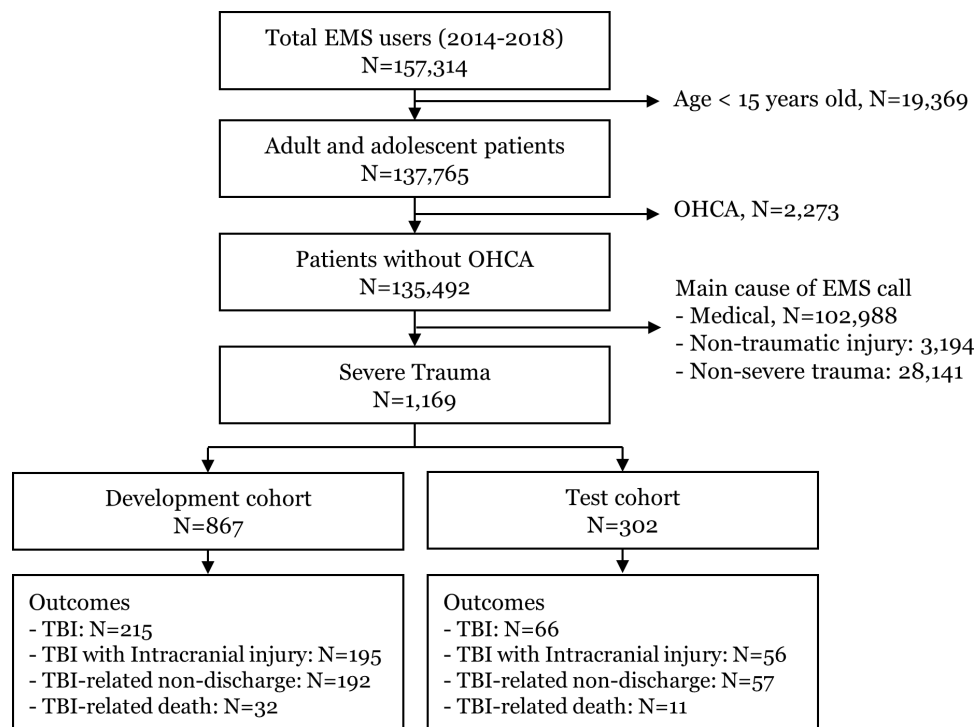 Total EMS users (2014-2018)
N=157,314
Age < 15 years old, N=19,369
Adult and adolescent patients
N=137,765
OHCA, N=2,273
Patients without OHCA
N=135,492
Main cause of EMS call
- Medical, N=102,988
- Non-traumatic injury: 3,194
- Non-severe trauma: 28,141
Severe Trauma
N=1,169
Development cohort
N=867
Test cohort
N=302
Outcomes
- TBI: N=215
- TBI with Intracranial injury: N=195
- TBI-related non-discharge: N=192
- TBI-related death: N=32
Outcomes
- TBI: N=66
- TBI with Intracranial injury: N=56
- TBI-related non-discharge: N=57
- TBI-related death: N=11